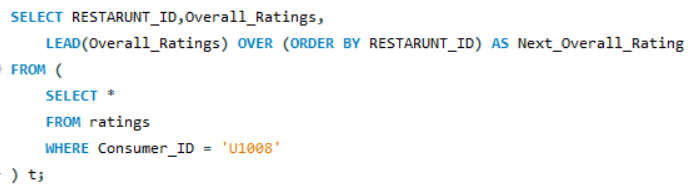 SELECT RESTARUNT_ID,Overall_Ratings,
LEAD(Overall_Ratings) OVER (ORDER BY RESTARUNT_ID) AS Next_Overall_Rating
FROM (
SELECT *
FROM ratings
WHERE Consumer_ID = 'U1008'
) t;